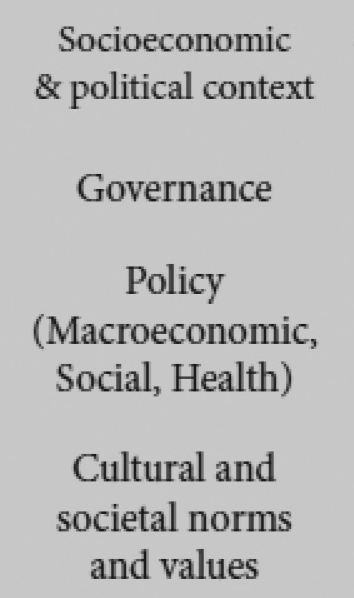 Socioeconomic
& political context
Governance
Policy
(Macroeconomic,
Social, Health)
Cultural and
societal norms
and values